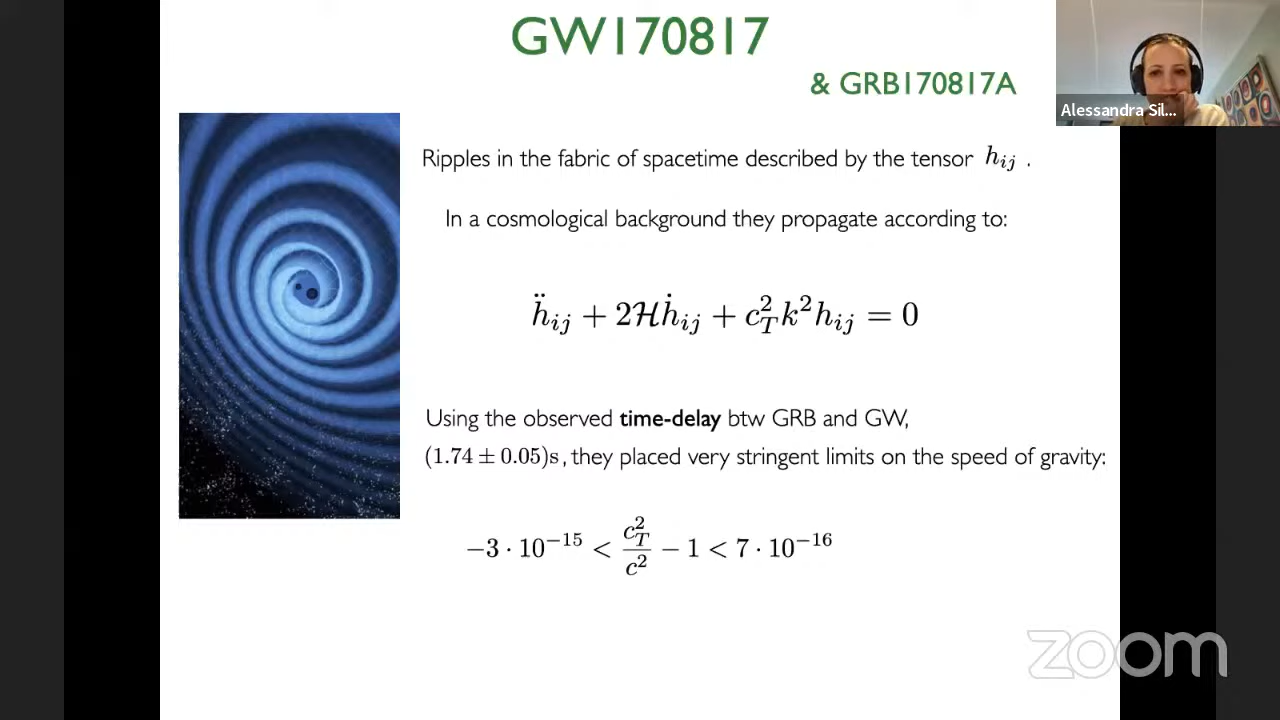 GW170817
& GRB170817A
Alessandra Sil...
Ripples in the fabric of spacetime described by the tensor $h_{ij}$ .
In a cosmological background they propagate according to:
$\ddot{h}_{ij} + 2\mathcal{H}\dot{h}_{ij} + c_T^2 k^2 h_{ij} = 0$
Using the observed time-delay btw GRB and GW,
(1.74 ± 0.05)s , they placed very stringent limits on the speed of gravity:
$-3 \cdot 10^{-15} < \frac{c_T^2}{c^2} - 1 < 7 \cdot 10^{-16}$
zoom